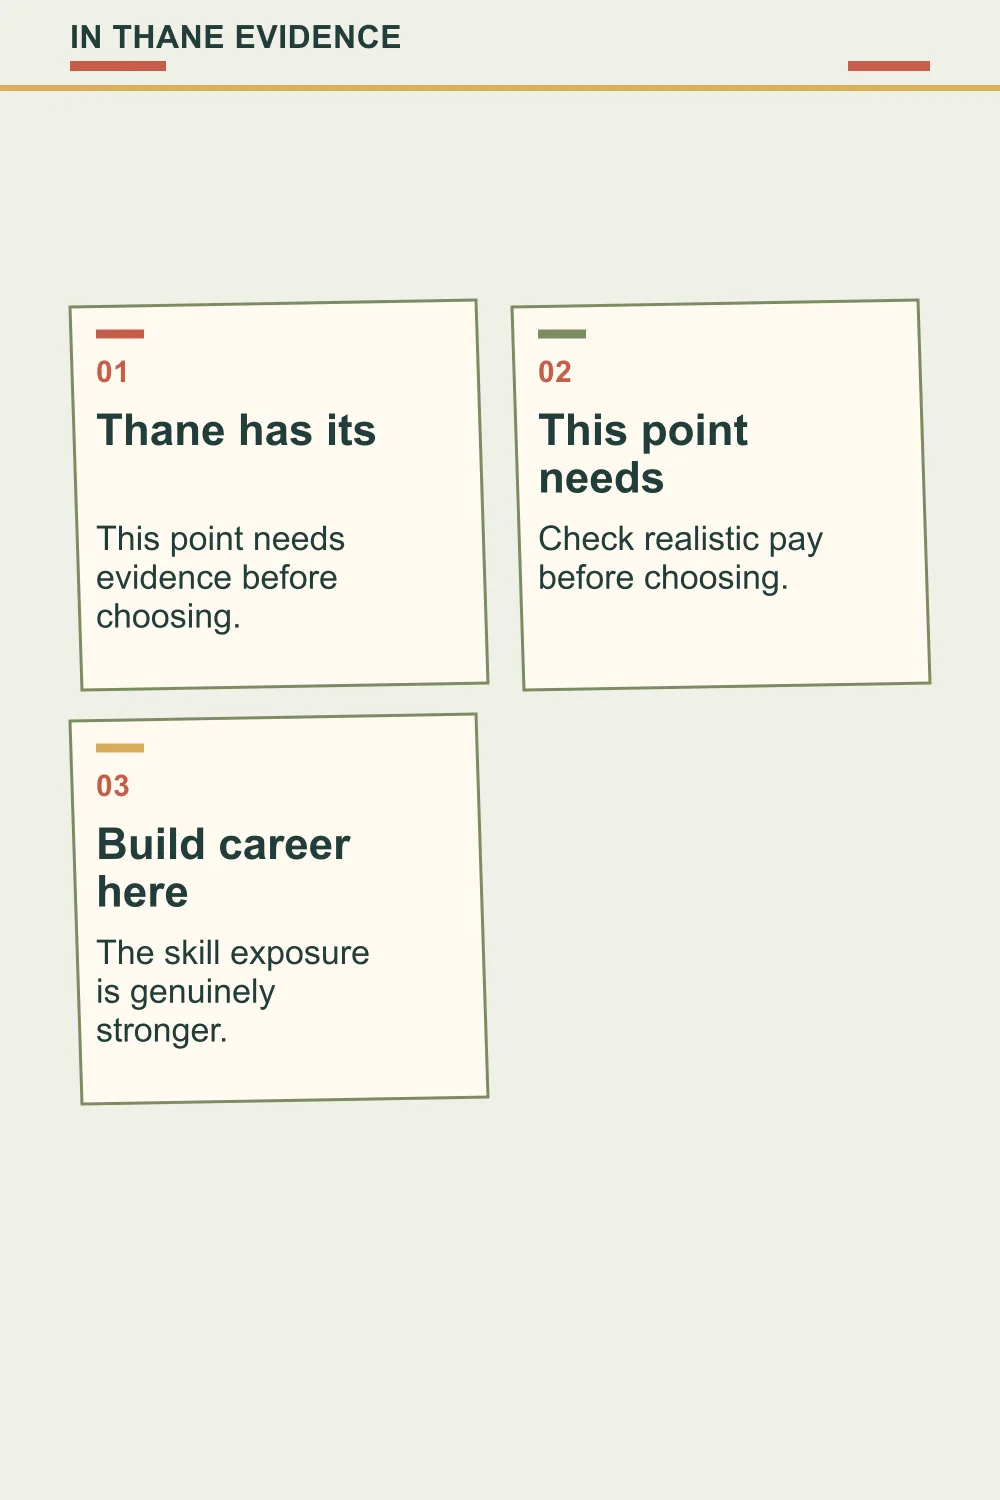 IN THANE EVIDENCE
01
Thane has its
This point needs
evidence before
choosing.
02
This point
needs
Check realistic pay
before choosing.
03
Build career
here
The skill exposure
is genuinely
stronger.